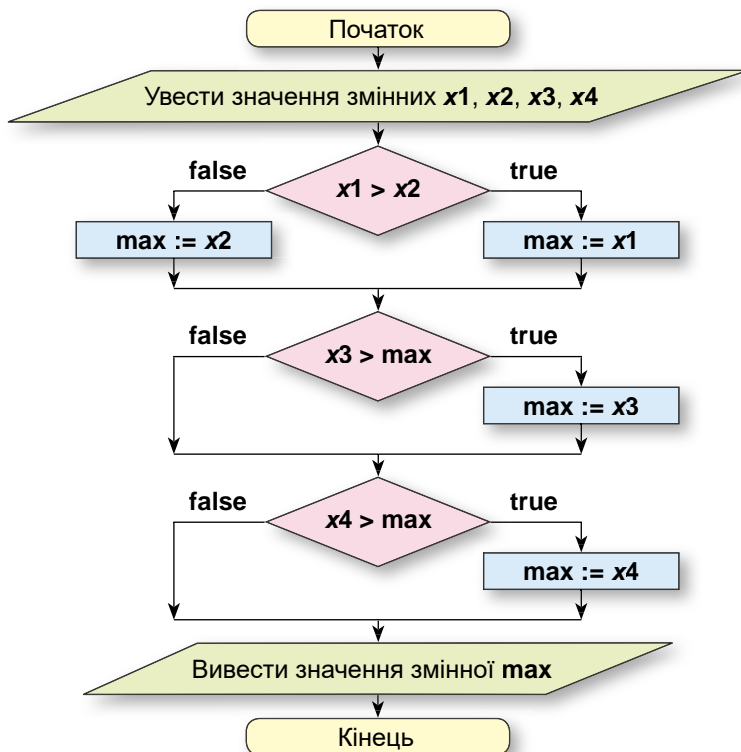 Початок
Увести значення змінних x1, x2, x3, x4
false
x1 > x2
true
max := x2
max := x1
false
x3 > max
true
max := x3
false
x4 > max
true
max := x4
Вивести значення змінної max
Кінець